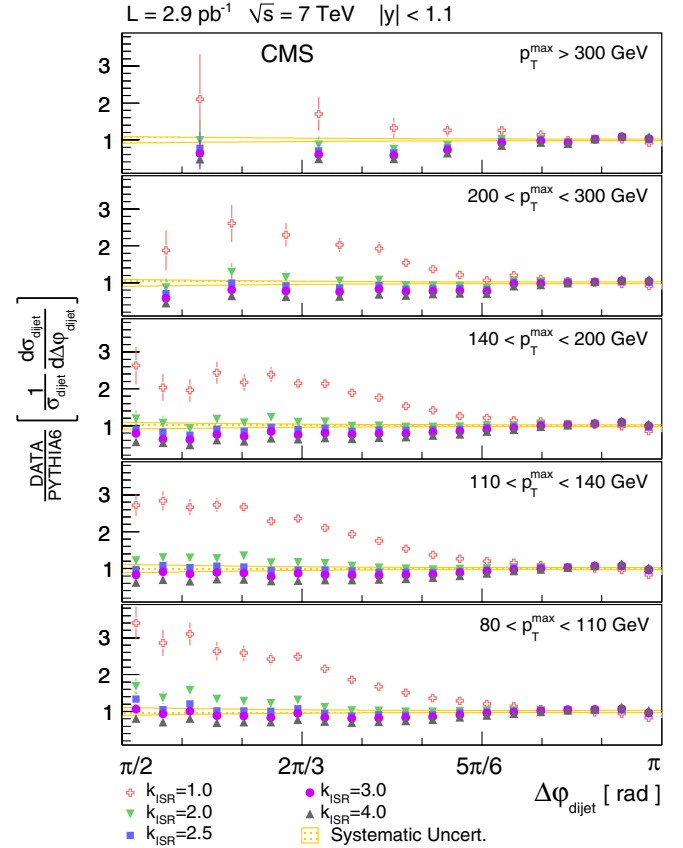 L = 2.9 pb⁻¹ √s = 7 TeV |y| < 1.1
CMS
p_T^max > 300 GeV
3
2
1
200 < p_T^max < 300 GeV
3
2
1
140 < p_T^max < 200 GeV
3
2
1
110 < p_T^max < 140 GeV
3
2
1
80 < p_T^max < 110 GeV
3
2
1
DATA/PYTHIA6 [ 1/σ_dijet dσ_dijet/dΔφ_dijet ]
π/2 2π/3 5π/6 π
Δφ_dijet [ rad ]
k_ISR=1.0 k_ISR=3.0
k_ISR=2.0 k_ISR=4.0
k_ISR=2.5 Systematic Uncert.